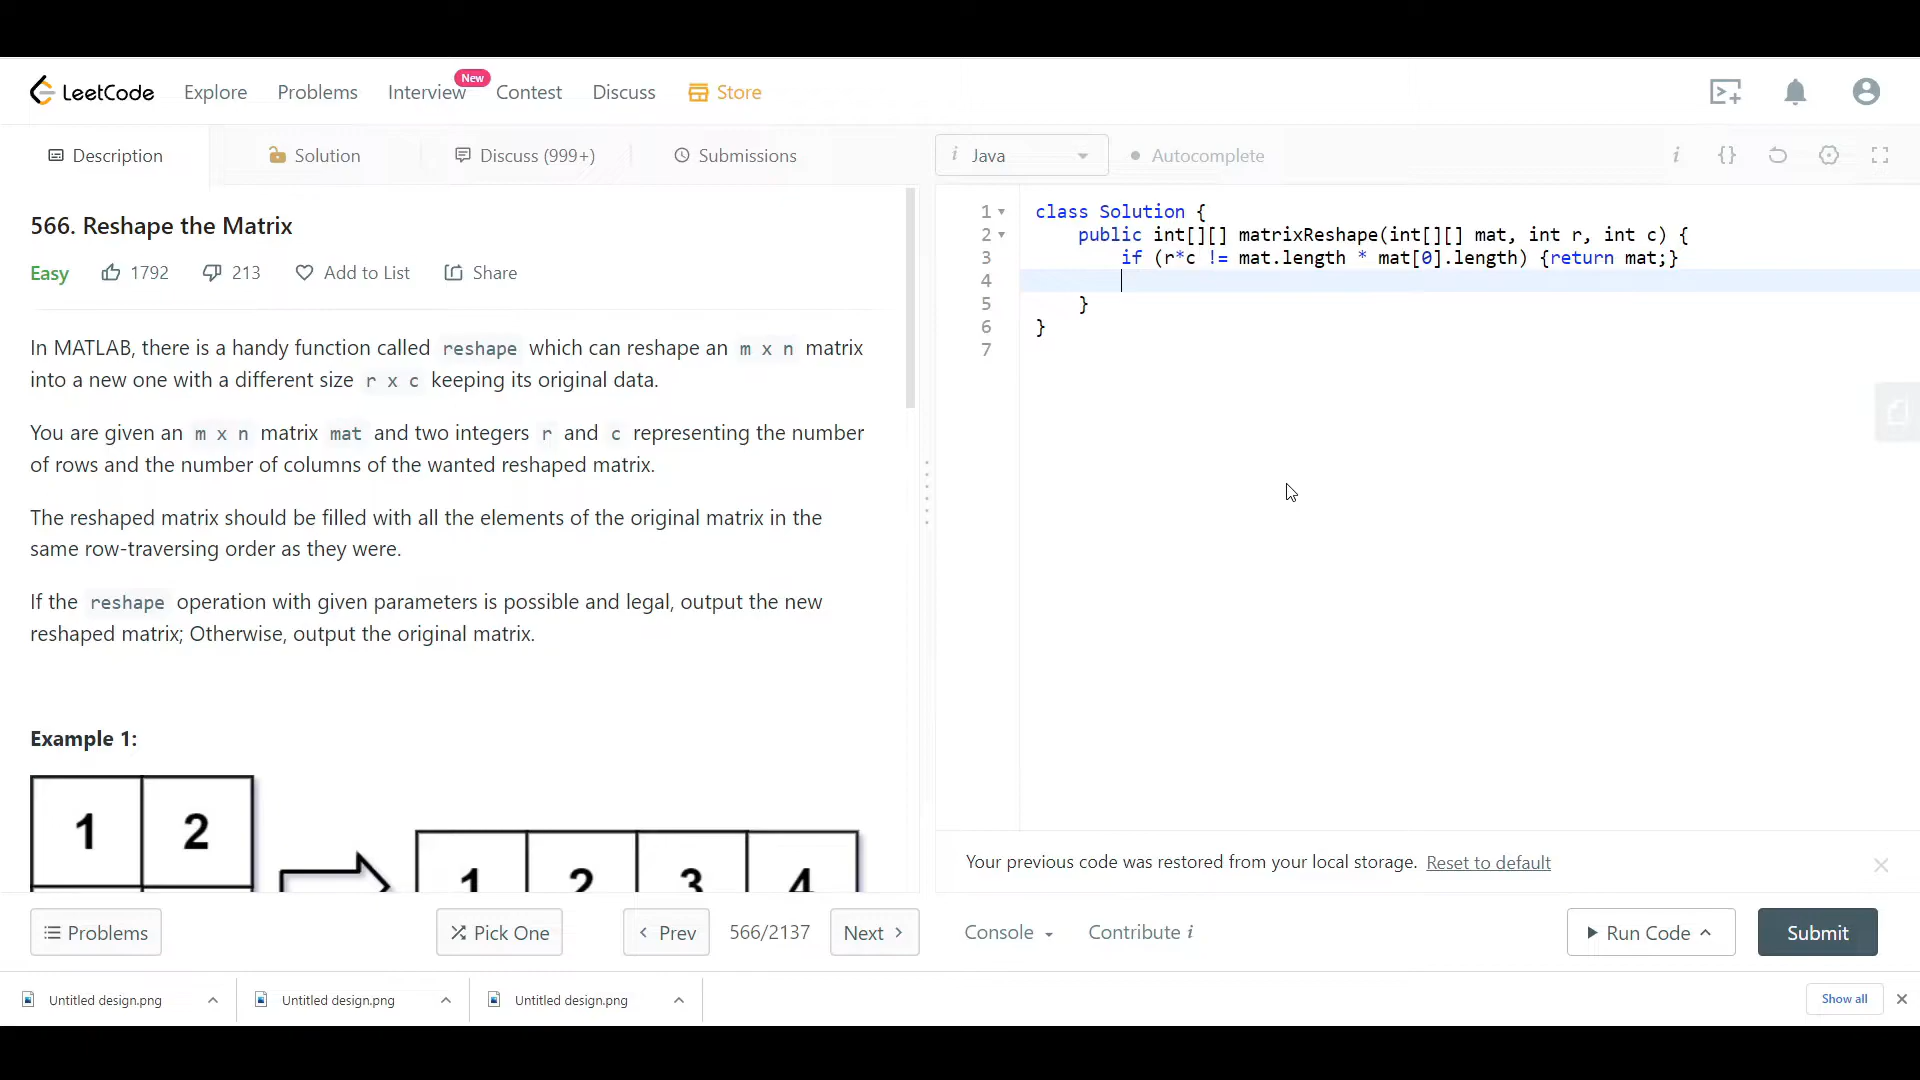 LeetCode Explore Problems Interview New Contest Discuss Store
Description Solution Discuss (999+) Submissions
566. Reshape the Matrix
Easy 1792 213 Add to List Share
In MATLAB, there is a handy function called reshape which can reshape an m x n matrix
into a new one with a different size r x c keeping its original data.
You are given an m x n matrix mat and two integers r and c representing the number
of rows and the number of columns of the wanted reshaped matrix.
The reshaped matrix should be filled with all the elements of the original matrix in the
same row-traversing order as they were.
If the reshape operation with given parameters is possible and legal, output the new
reshaped matrix; Otherwise, output the original matrix.
Example 1:
1 2
1 2 3 4
Problems Pick One Prev 566/2137 Next
i Java Autocomplete i {}
1 class Solution {
2 public int[][] matrixReshape(int[][] mat, int r, int c) {
3 if (r*c != mat.length * mat[0].length) {return mat;}
4
5 }
6 }
7
Your previous code was restored from your local storage. Reset to default
Console Contribute i Run Code Submit
Untitled design.png Untitled design.png Untitled design.png Show all